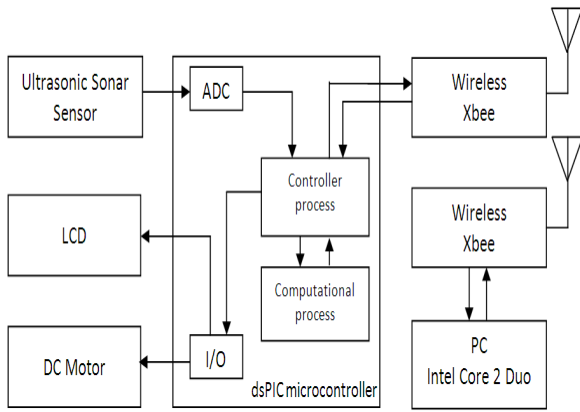 Ultrasonic Sonar
Sensor
ADC
Wireless
Xbee
Controller
process
LCD
Wireless
Xbee
Computational
process
I/O
DC Motor
PC
Intel Core 2 Duo
dsPIC microcontroller